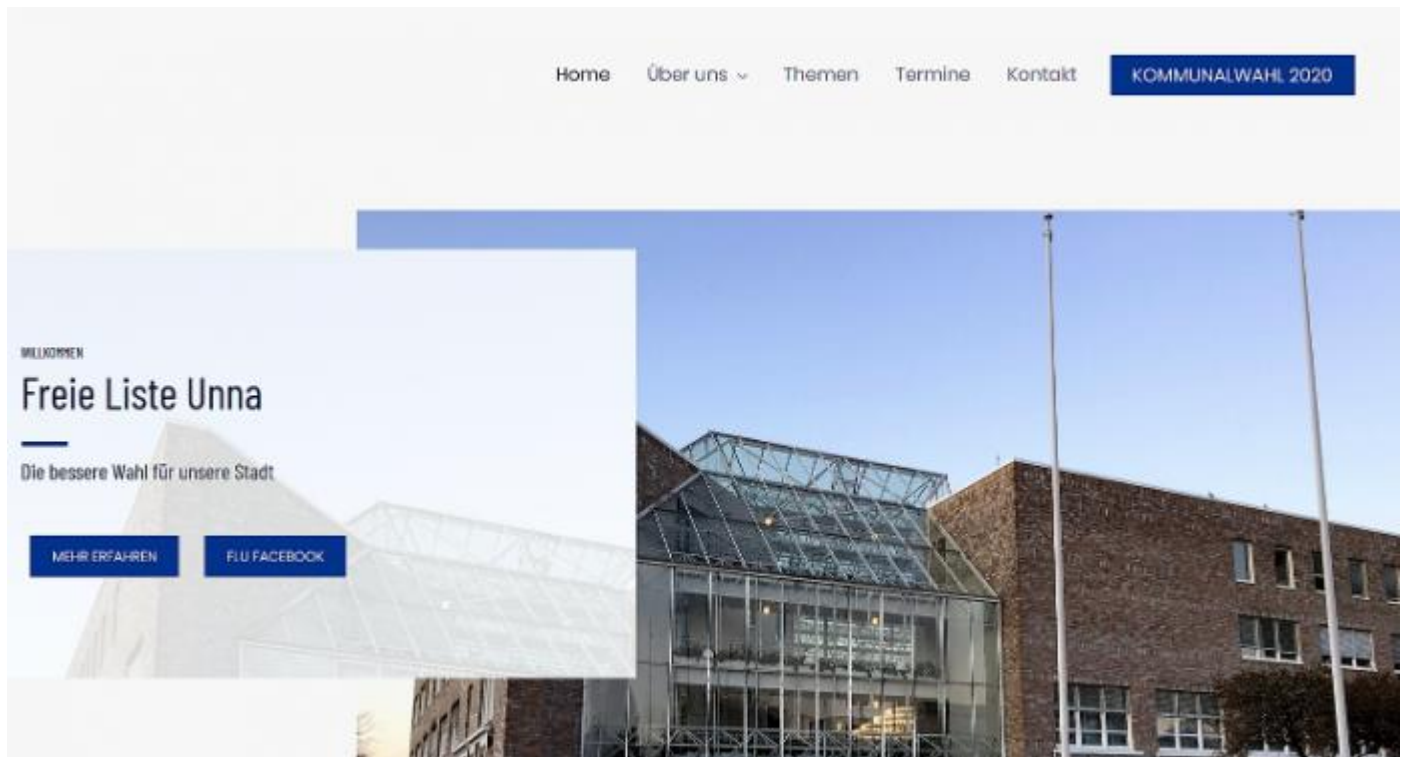 Home Über uns Themen Termine Kontakt KOMMUNALWAHL 2020
WILLKOMMEN
Freie Liste Unna
Die bessere Wahl für unsere Stadt
MEHR ERFAHREN FLU FACEBOOK